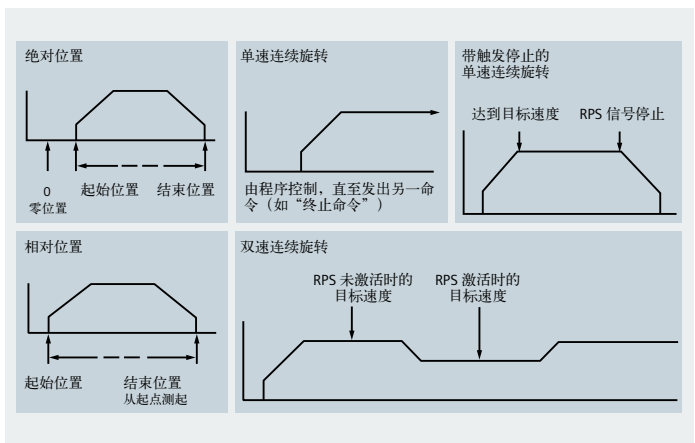 绝对位置
0
零位置
起始位置
结束位置
单速连续旋转
由程序控制，直至发出另一命
令（如“终止命令”）
带触发停止的
单速连续旋转
达到目标速度
RPS 信号停止
相对位置
起始位置
结束位置
从起点测起
双速连续旋转
RPS 未激活时的
目标速度
RPS 激活时的
目标速度